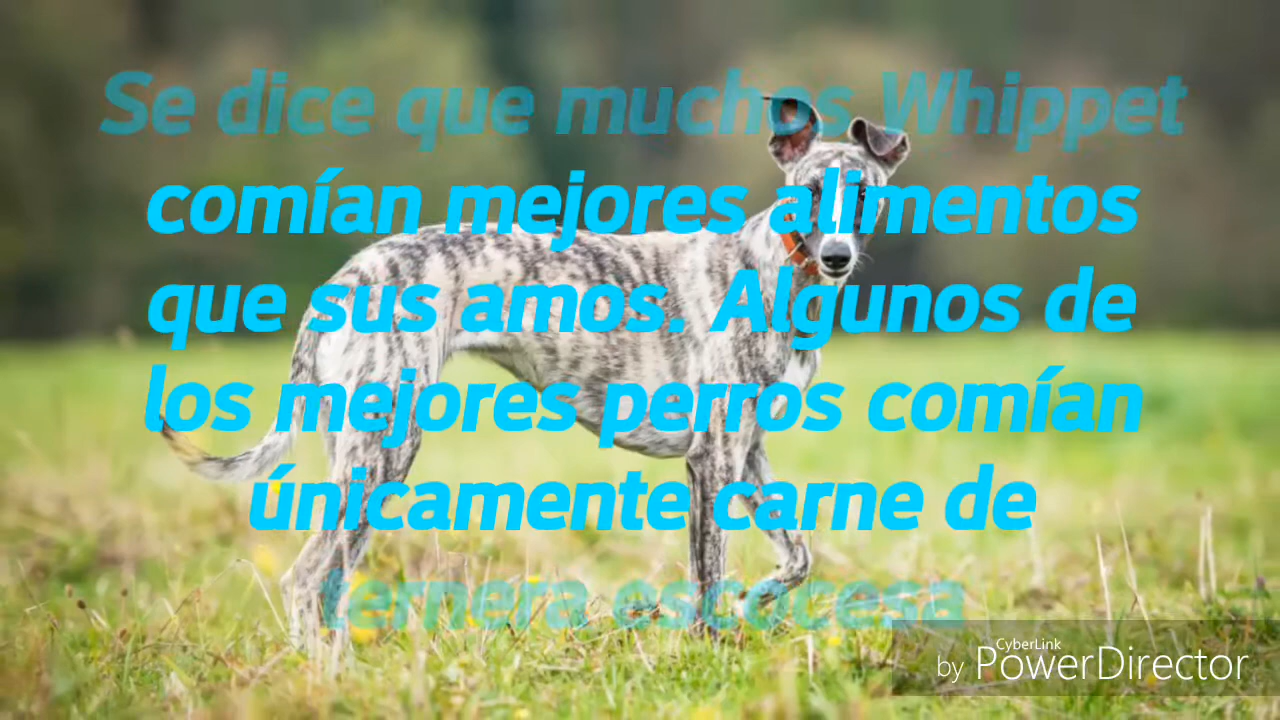 Se dice que muchos Whippet
comían mejores alimentos
que sus amos. Algunos de
los mejores perros comían
únicamente carne de
ternera escocesa
CyberLink
by PowerDirector